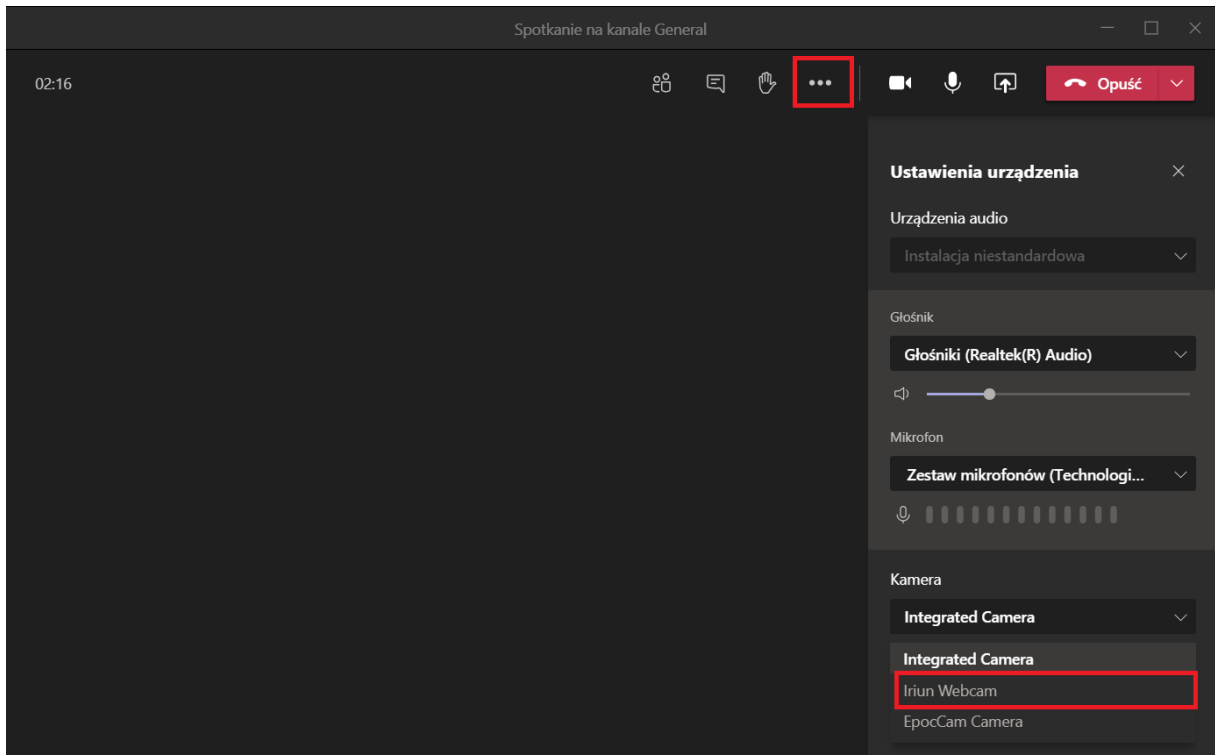 Spotkanie na kanale General
02:16
Opuść
Ustawienia urządzenia
Urządzenia audio
Instalacja niestandardowa
Głośnik
Głośniki (Realtek(R) Audio)
Mikrofon
Zestaw mikrofonów (Technologi...
Kamera
Integrated Camera
Integrated Camera
Iriun Webcam
EpocCam Camera